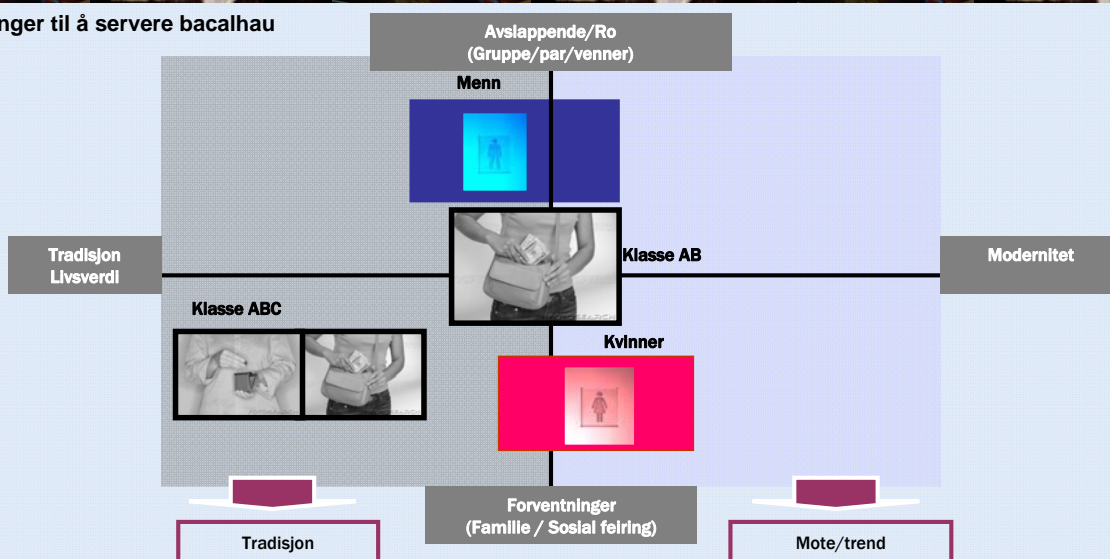 nger til å servere bacalhau
Avslappende/Ro
(Gruppe/par/venner)
Menn
Tradisjon
Livsverdi
Klasse AB
Modernitet
Klasse ABC
Kvinner
Forventninger
(Familie / Sosial feiring)
Tradisjon
Mote/trend